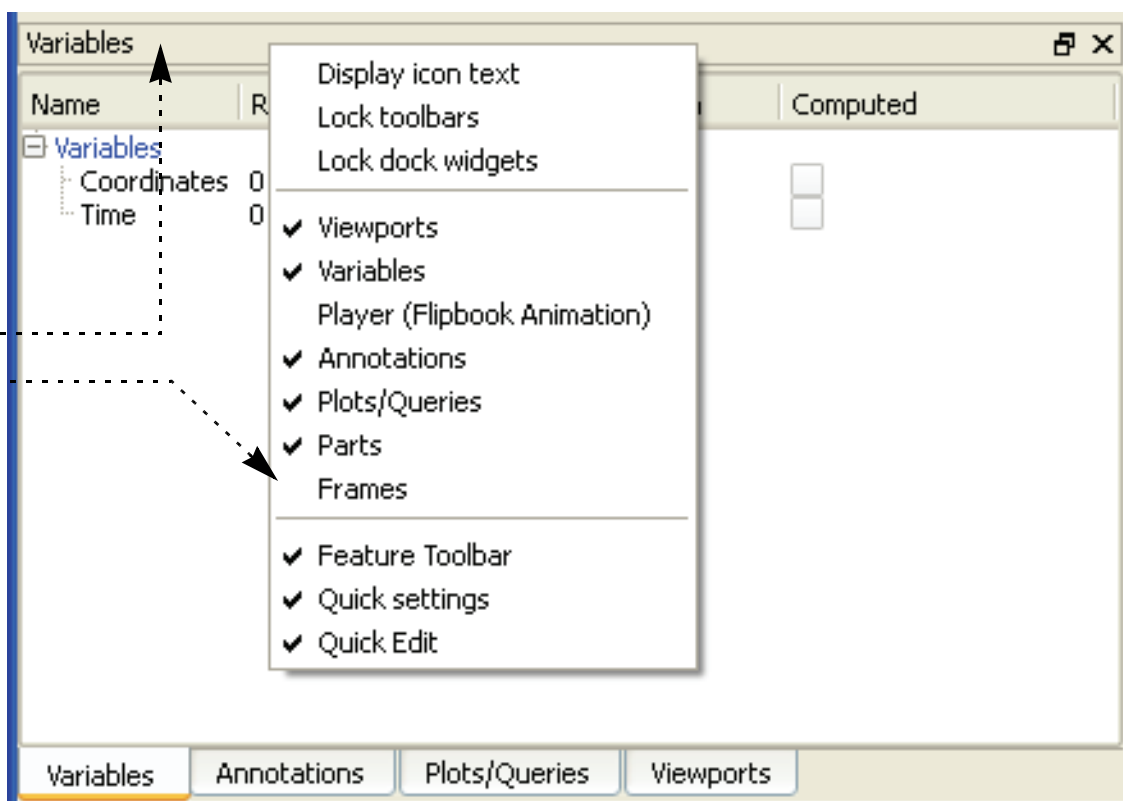 Variables
Name
Computed
Variables
Coordinates 0
Time 0
Display icon text
Lock toolbars
Lock dock widgets
Viewports
Variables
Player (Flipbook Animation)
Annotations
Plots/Queries
Parts
Frames
Feature Toolbar
Quick settings
Quick Edit
Variables Annotations Plots/Queries Viewports